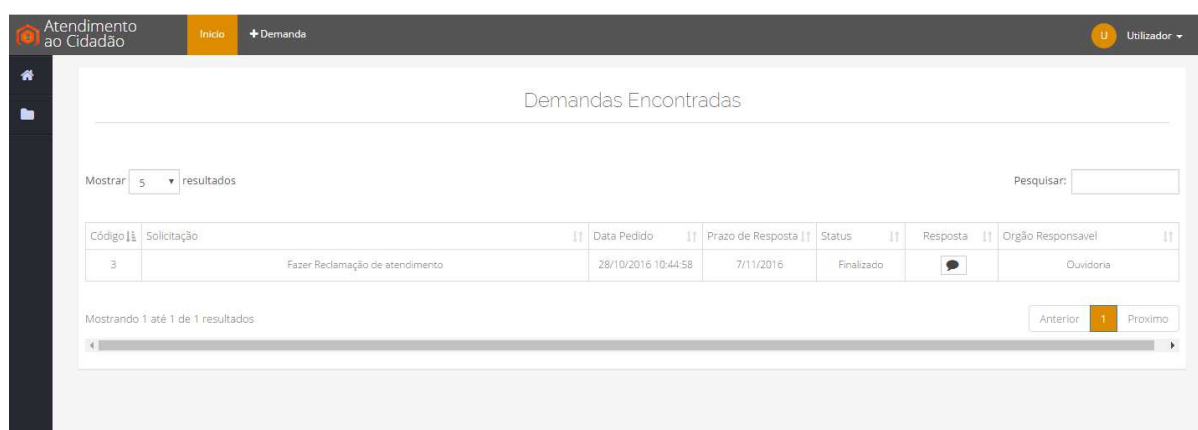 Atendimento
ao Cidadão
Inicio
+ Demanda
U
Utilizador
Demandas Encontradas
Mostrar 5 resultados
Pesquisar:
Código Solicitação Data Pedido Prazo de Resposta Status Resposta Orgão Responsavel
3 Fazer Reclamação de atendimento 28/10/2016 10:44:58 7/11/2016 Finalizado Ouvidoria
Mostrando 1 até 1 de 1 resultados
Anterior 1 Proximo